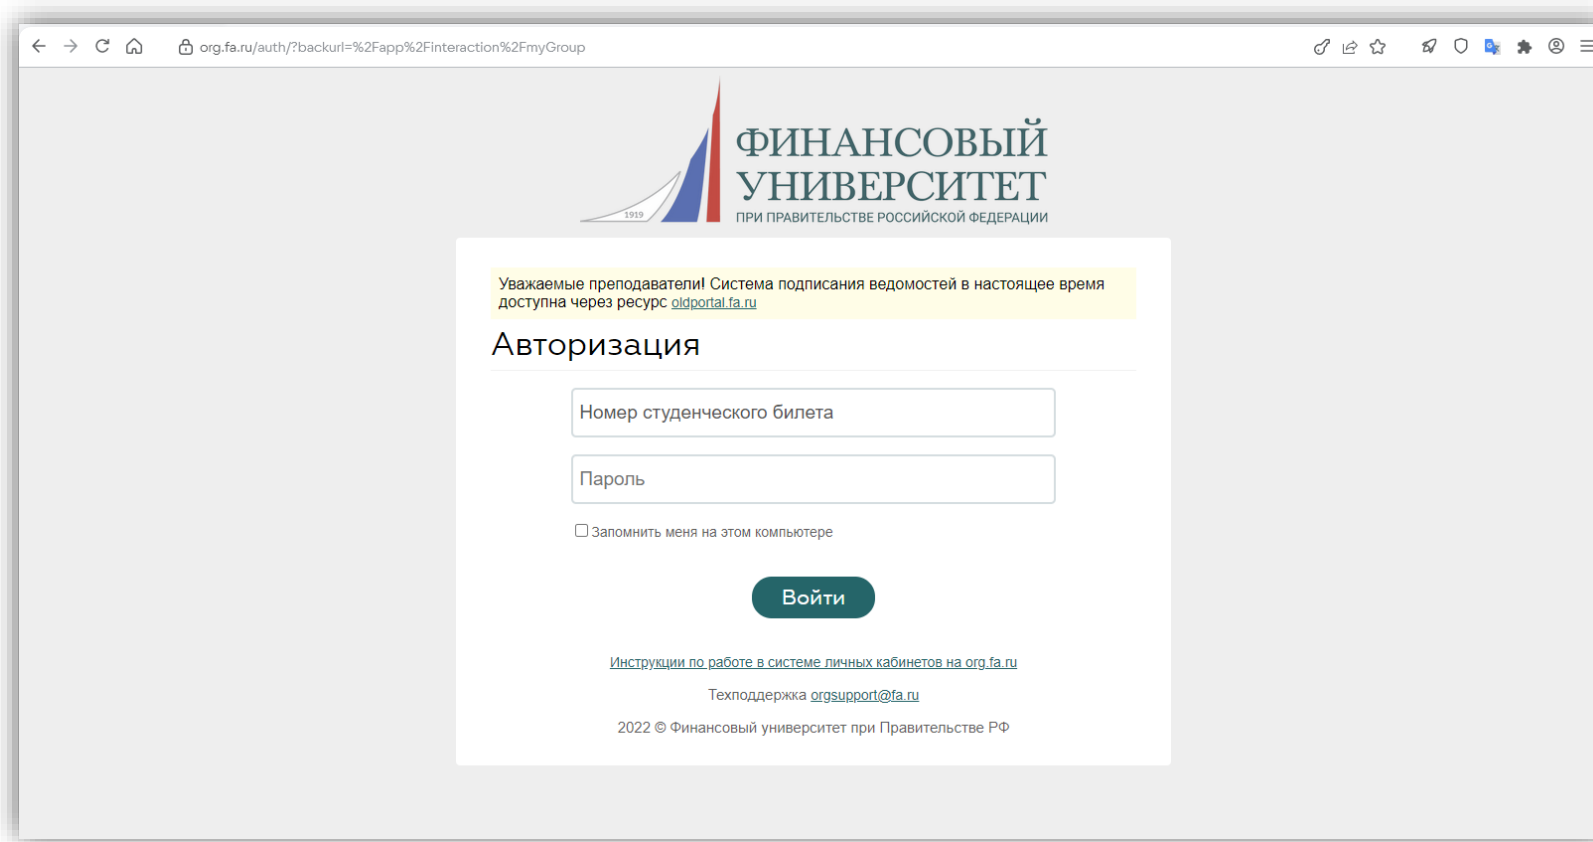 org.fa.ru/auth/?backurl=%2Fapp%2Finteraction%2FmyGroup
ФИНАНСОВЫЙ
УНИВЕРСИТЕТ
1919
ПРИ ПРАВИТЕЛЬСТВЕ РОССИЙСКОЙ ФЕДЕРАЦИИ
Уважаемые преподаватели! Система подписания ведомостей в настоящее время
доступна через ресурс oldportal.fa.ru
Авторизация
Номер студенческого билета
Пароль
Запомнить меня на этом компьютере
Войти
Инструкции по работе в системе личных кабинетов на org.fa.ru
Техподдержка orgsupport@fa.ru
2022 © Финансовый университет при Правительстве РФ